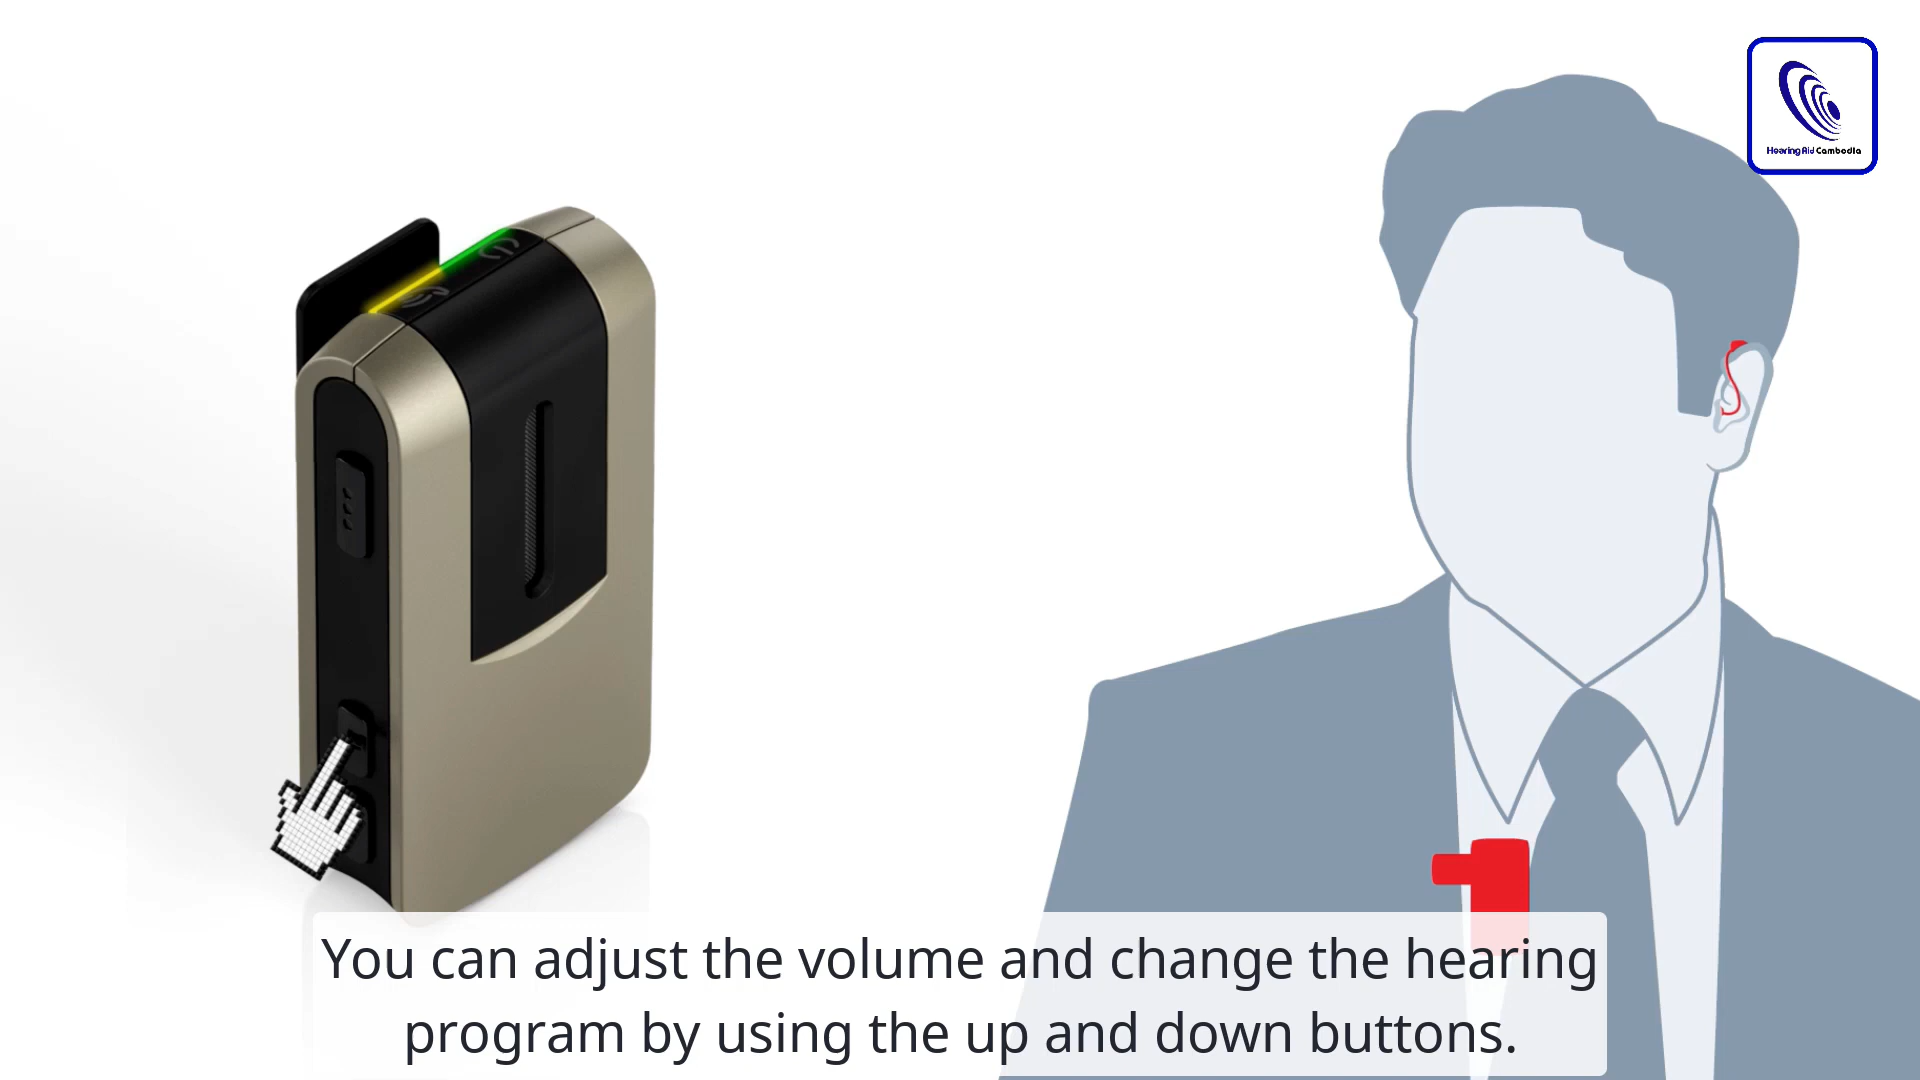 Hearing Aid Cambodia
You can adjust the volume and change the hearing
program by using the up and down buttons.